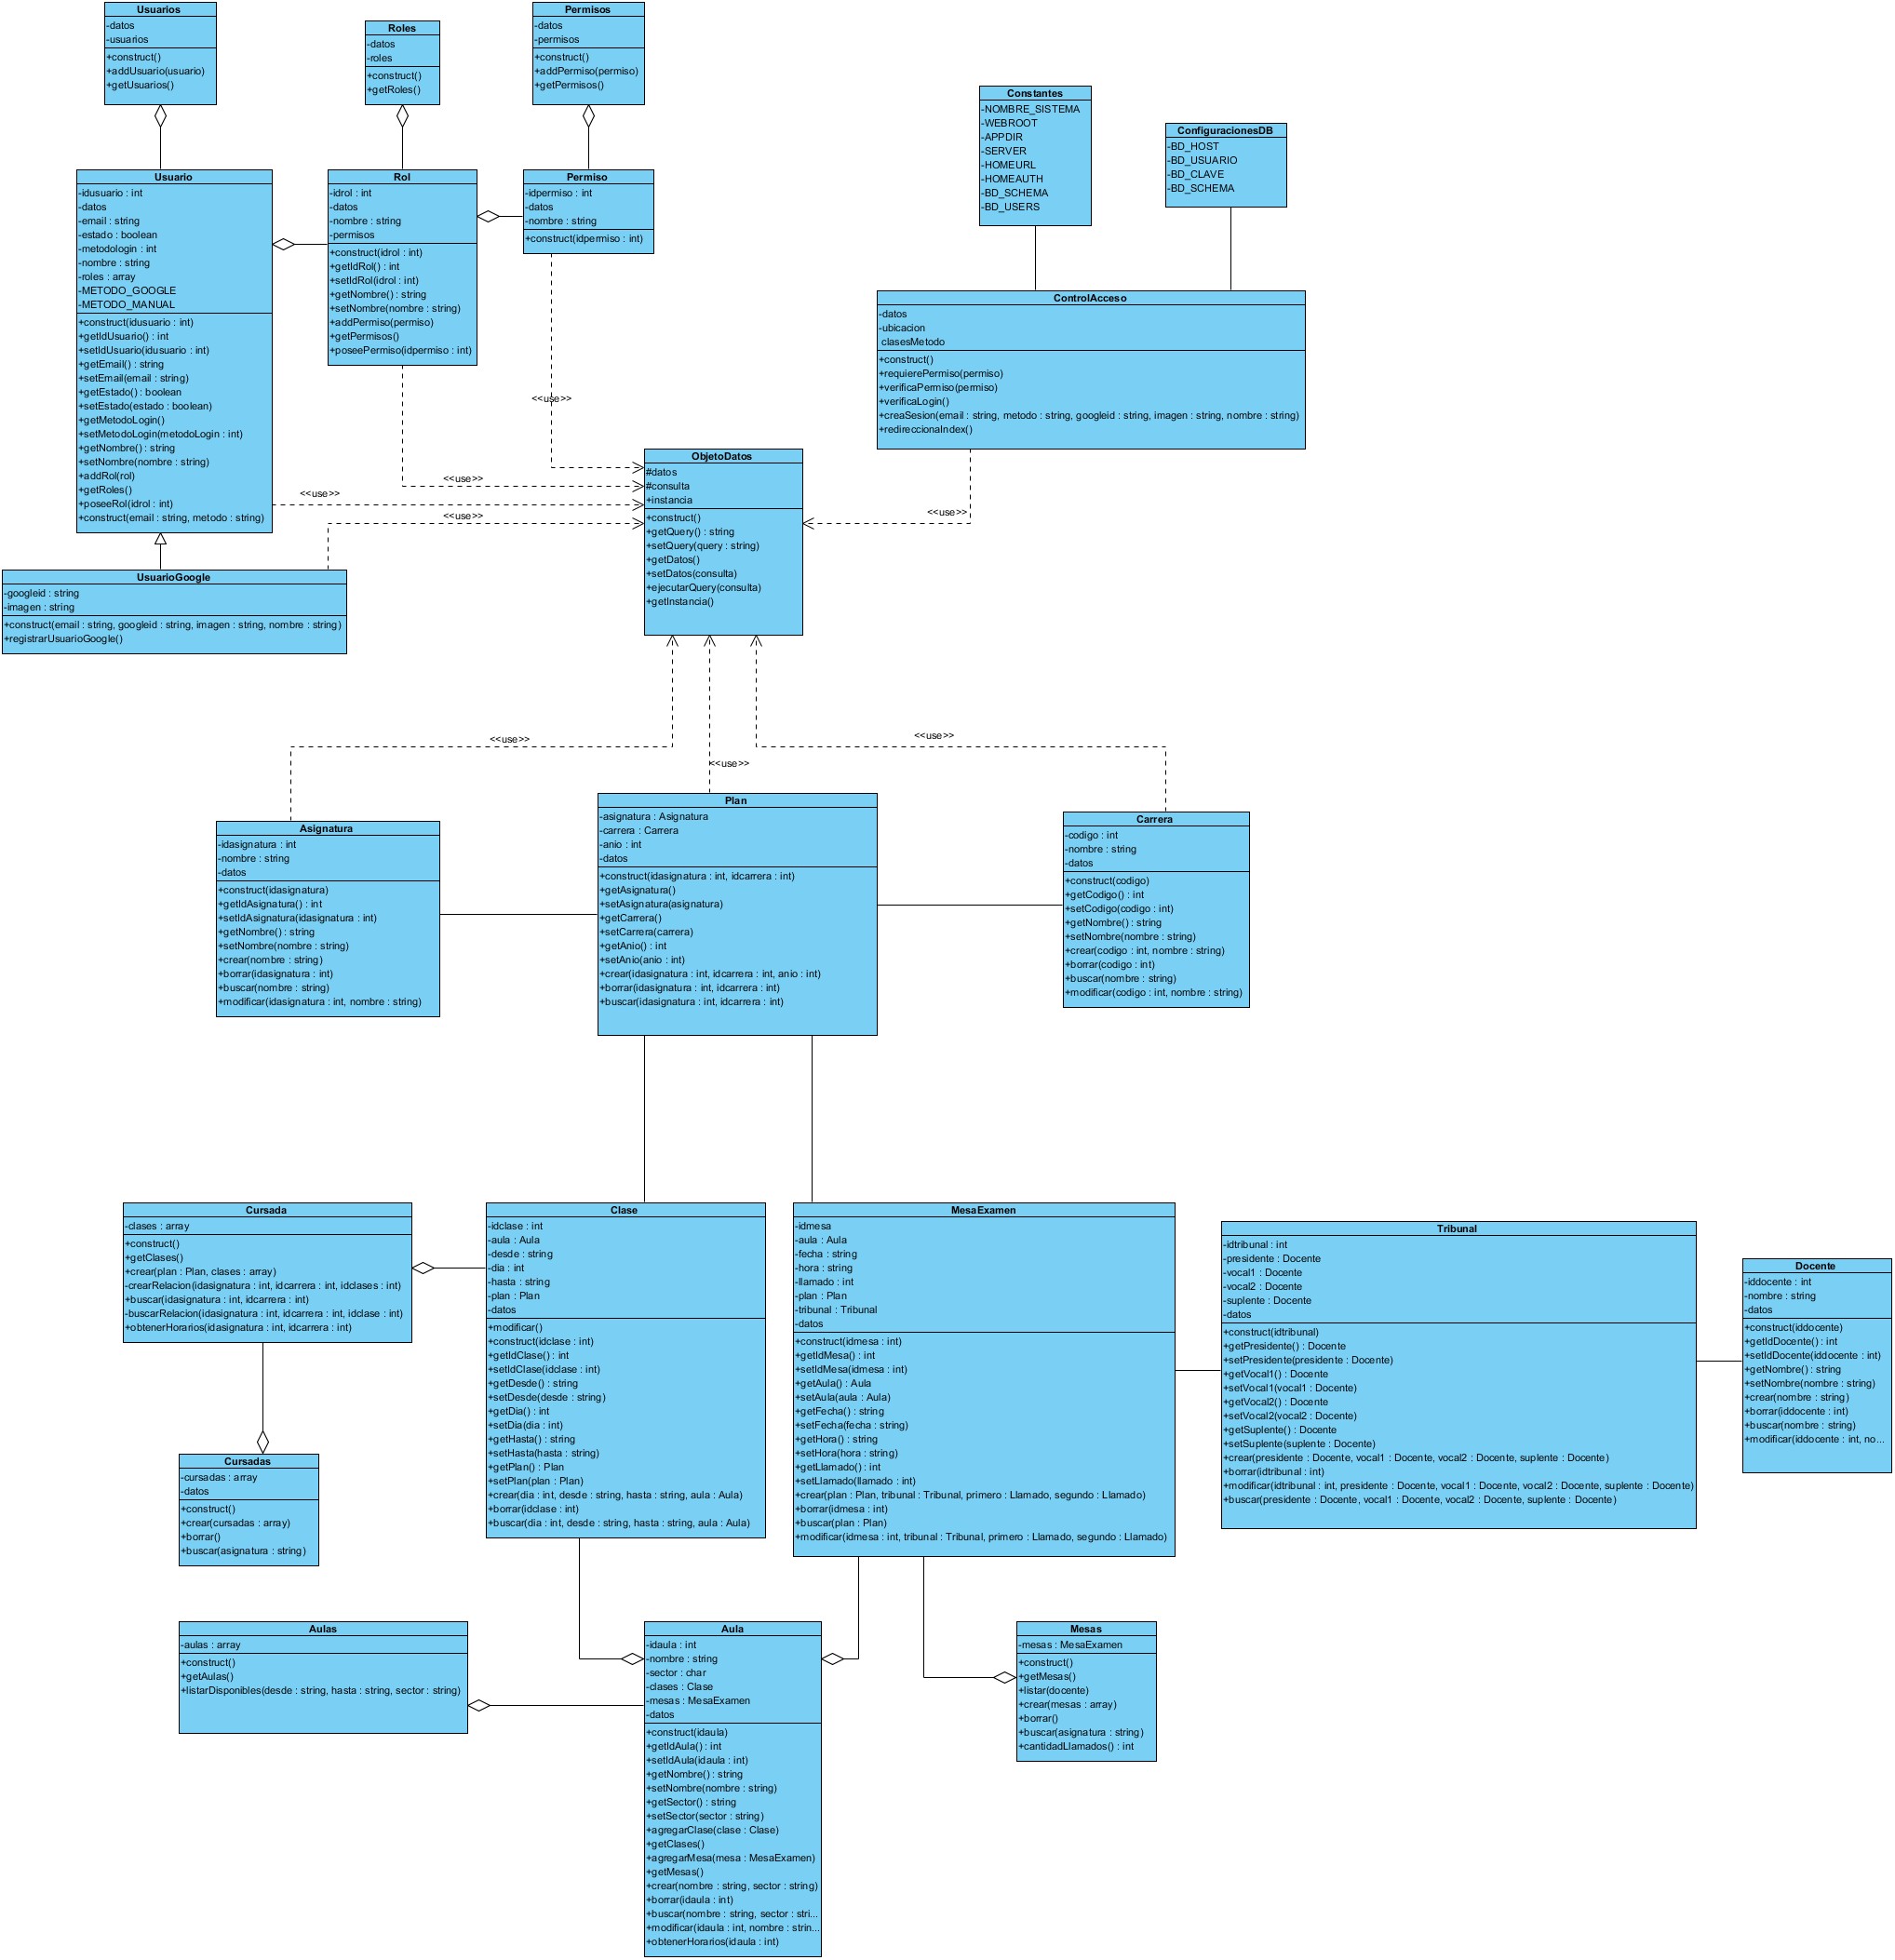 Usuarios
-datos
-usuarios
+construct()
+addUsuario(usuario)
+getUsuarios()
Roles
-datos
-roles
+construct()
+getRoles()
Permisos
-datos
-permisos
+construct()
+addPermiso(permiso)
+getPermisos()
Constantes
-NOMBRE_SISTEMA
-WEBROOT
-APPDIR
-SERVER
-HOMEURL
-HOMEAUTH
-BD_SCHEMA
-BD_USERS
ConfiguracionesDB
-BD_HOST
-BD_USUARIO
-BD_CLAVE
-BD_SCHEMA
Usuario
-idusuario : int
-datos
-email : string
-estado : boolean
-metodologin : int
-nombre : string
-roles : array
-METODO_GOOGLE
-METODO_MANUAL
+construct(idusuario : int)
+getIdUsuario() : int
+setIdUsuario(idusuario : int)
+getEmail() : string
+setEmail(email : string)
+getEstado() : boolean
+setEstado(estado : boolean)
+getMetodoLogin()
+setMetodoLogin(metodoLogin : int)
+getNombre() : string
+setNombre(nombre : string)
+addRol(rol)
+getRoles()
+poseeRol(idrol : int)
+construct(email : string, metodo : string)
Rol
-idrol : int
-datos
-nombre : string
-permisos
+construct(idrol : int)
+getIdRol() : int
+setIdRol(idrol : int)
+getNombre() : string
+setNombre(nombre : string)
+addPermiso(permiso)
+getPermisos()
+poseePermiso(idpermiso : int)
Permiso
-idpermiso : int
-datos
-nombre : string
+construct(idpermiso : int)
ControlAcceso
-datos
-ubicacion
clasesMetodo
+construct()
+requierePermiso(permiso)
+verificaPermiso(permiso)
+verificaLogin()
+creaSesion(email : string, metodo : string, googleid : string, imagen : string, nombre : string)
+redireccionaIndex()
<<use>>
<<use>>
<<use>>
<<use>>
<<use>>
ObjetoDatos
#datos
#consulta
+instancia
+construct()
+getQuery() : string
+setQuery(query : string)
+getDatos()
+setDatos(consulta)
+ejecutarQuery(consulta)
+getInstancia()
UsuarioGoogle
-googleid : string
-imagen : string
+construct(email : string, googleid : string, imagen : string, nombre : string)
+registrarUsuarioGoogle()
<<use>>
<<use>>
<<use>>
Asignatura
-idasignatura : int
-nombre : string
-datos
+construct(idasignatura)
+getIdAsignatura() : int
+setIdAsignatura(idasignatura : int)
+getNombre() : string
+setNombre(nombre : string)
+crear(nombre : string)
+borrar(idasignatura : int)
+buscar(nombre : string)
+modificar(idasignatura : int, nombre : string)
Plan
-asignatura : Asignatura
-carrera : Carrera
-anio : int
-datos
+construct(idasignatura : int, idcarrera : int)
+getAsignatura()
+setAsignatura(asignatura)
+getCarrera()
+setCarrera(carrera)
+getAnio() : int
+setAnio(anio : int)
+crear(idasignatura : int, idcarrera : int, anio : int)
+borrar(idasignatura : int, idcarrera : int)
+buscar(idasignatura : int, idcarrera : int)
Carrera
-codigo : int
-nombre : string
-datos
+construct(codigo)
+getCodigo() : int
+setCodigo(codigo : int)
+getNombre() : string
+setNombre(nombre : string)
+crear(codigo : int, nombre : string)
+borrar(codigo : int)
+buscar(nombre : string)
+modificar(codigo : int, nombre : string)
Cursada
-clases : array
+construct()
+getClases()
+crear(plan : Plan, clases : array)
-crearRelacion(idasignatura : int, idcarrera : int, idclases : int)
+buscar(idasignatura : int, idcarrera : int)
-buscarRelacion(idasignatura : int, idcarrera : int, idclase : int)
+obtenerHorarios(idasignatura : int, idcarrera : int)
Clase
-idclase : int
-aula : Aula
-desde : string
-dia : int
-hasta : string
-plan : Plan
-datos
+modificar()
+construct(idclase : int)
+getIdClase() : int
+setIdClase(idclase : int)
+getDesde() : string
+setDesde(desde : string)
+getDia() : int
+setDia(dia : int)
+getHasta() : string
+setHasta(hasta : string)
+getPlan() : Plan
+setPlan(plan : Plan)
+crear(dia : int, desde : string, hasta : string, aula : Aula)
+borrar(idclase : int)
+buscar(dia : int, desde : string, hasta : string, aula : Aula)
MesaExamen
-idmesa
-aula : Aula
-fecha : string
-hora : string
-llamado : int
-plan : Plan
-tribunal : Tribunal
-datos
+construct(idmesa : int)
+getIdMesa() : int
+setIdMesa(idmesa : int)
+getAula() : Aula
+setAula(aula : Aula)
+getFecha() : string
+setFecha(fecha : string)
+getHora() : string
+setHora(hora : string)
+getLlamado() : int
+setLlamado(llamado : int)
+crear(plan : Plan, tribunal : Tribunal, primero : Llamado, segundo : Llamado)
+borrar(idmesa : int)
+buscar(plan : Plan)
+modificar(idmesa : int, tribunal : Tribunal, primero : Llamado, segundo : Llamado)
Tribunal
-idtribunal : int
-presidente : Docente
-vocal1 : Docente
-vocal2 : Docente
-suplente : Docente
-datos
+construct(idtribunal)
+getPresidente() : Docente
+setPresidente(presidente : Docente)
+getVocal1() : Docente
+setVocal1(vocal1 : Docente)
+getVocal2() : Docente
+setVocal2(vocal2 : Docente)
+getSuplente() : Docente
+setSuplente(suplente : Docente)
+crear(presidente : Docente, vocal1 : Docente, vocal2 : Docente, suplente : Docente)
+borrar(idtribunal : int)
+modificar(idtribunal : int, presidente : Docente, vocal1 : Docente, vocal2 : Docente, suplente : Docente)
+buscar(presidente : Docente, vocal1 : Docente, vocal2 : Docente, suplente : Docente)
Docente
-iddocente : int
-nombre : string
-datos
+construct(iddocente)
+getIdDocente() : int
+setIdDocente(iddocente : int)
+getNombre() : string
+setNombre(nombre : string)
+crear(nombre : string)
+borrar(iddocente : int)
+buscar(nombre : string)
+modificar(iddocente : int, no...
Cursadas
-cursadas : array
-datos
+construct()
+crear(cursadas : array)
+borrar()
+buscar(asignatura : string)
Aulas
-aulas : array
+construct()
+getAulas()
+listarDisponibles(desde : string, hasta : string, sector : string)
Aula
-idaula : int
-nombre : string
-sector : char
-clases : Clase
-mesas : MesaExamen
-datos
+construct(idaula)
+getIdAula() : int
+setIdAula(idaula : int)
+getNombre() : string
+setNombre(nombre : string)
+getSector() : string
+setSector(sector : string)
+agregarClase(clase : Clase)
+getClases()
+agregarMesa(mesa : MesaExamen)
+getMesas()
+crear(nombre : string, sector : string)
+borrar(idaula : int)
+buscar(nombre : string, sector : stri...
+modificar(idaula : int, nombre : strin...
+obtenerHorarios(idaula : int)
Mesas
-mesas : MesaExamen
+construct()
+getMesas()
+listar(docente)
+crear(mesas : array)
+borrar()
+buscar(asignatura : string)
+cantidadLlamados() : int